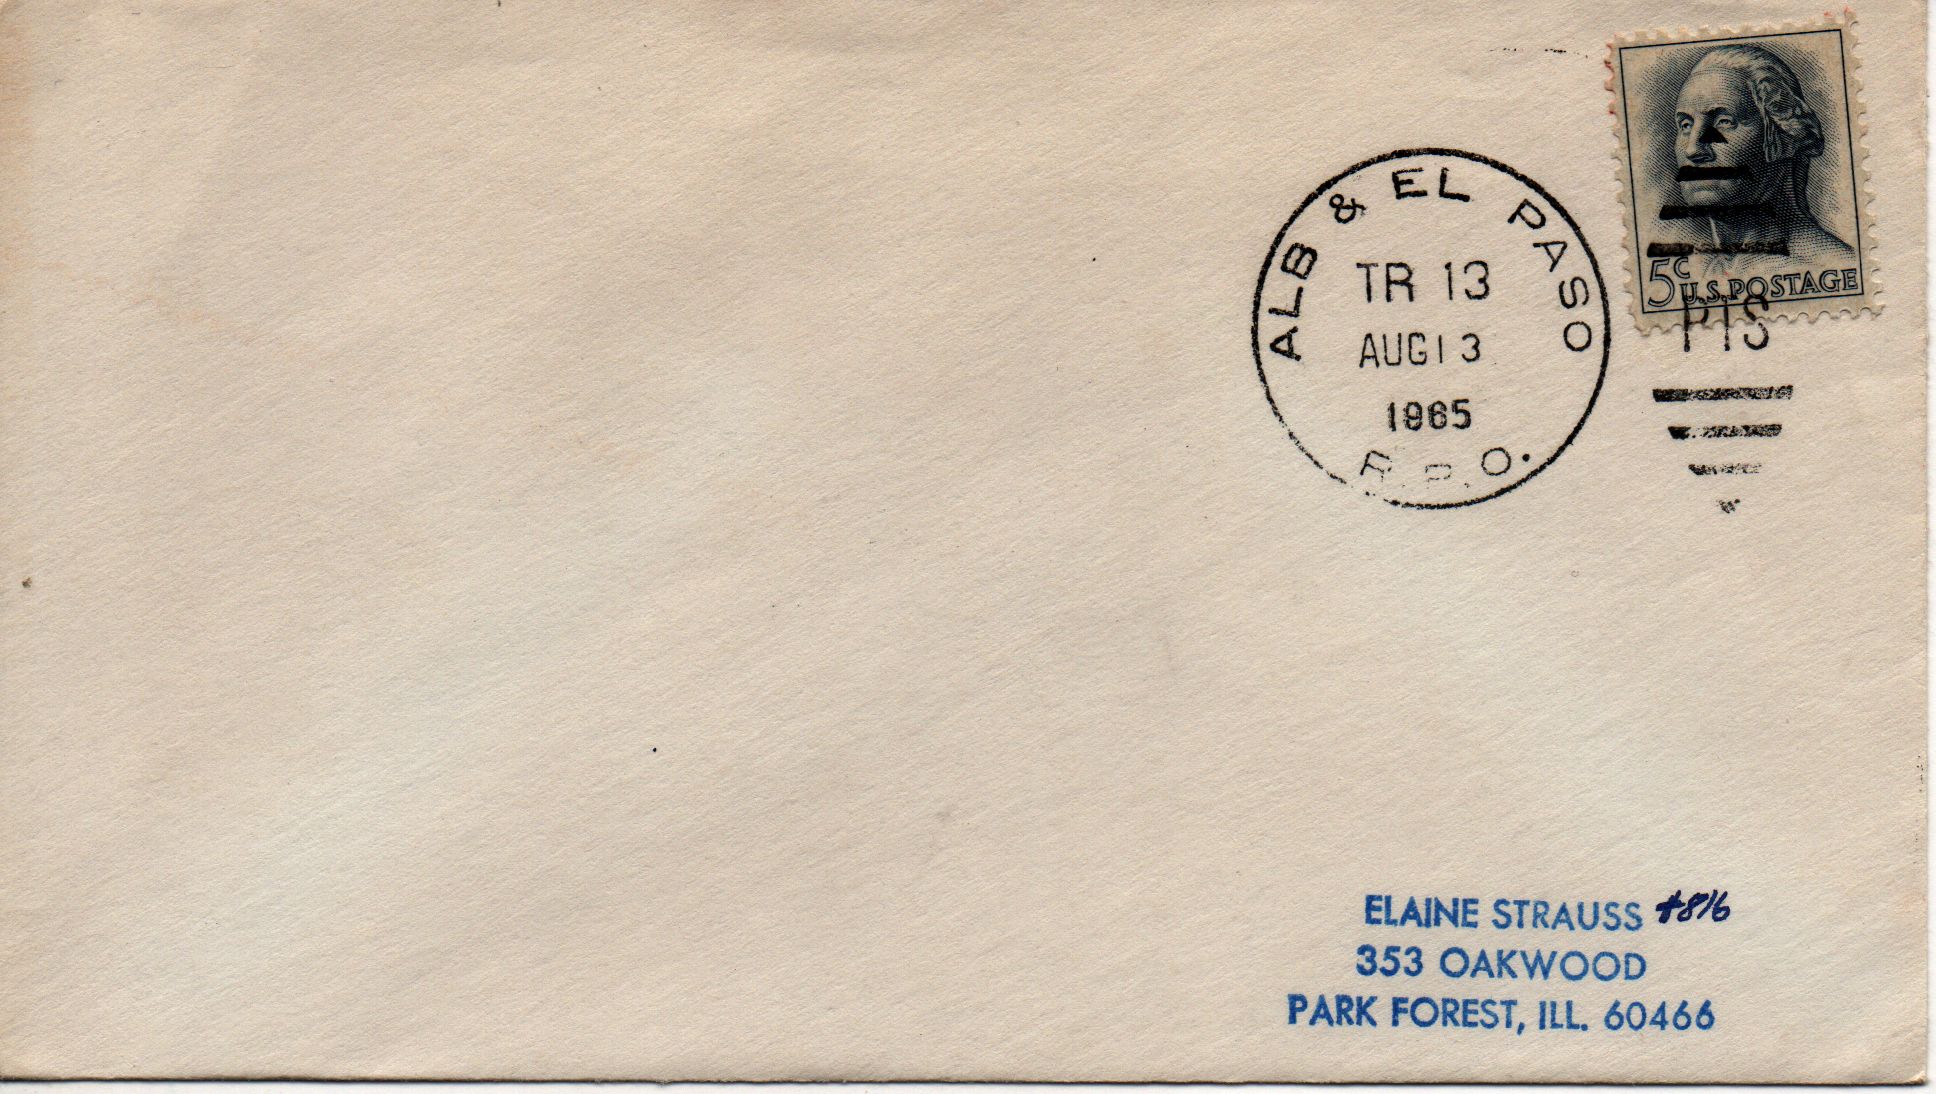 5c
U.S. POSTAGE
ALB & EL PASO
TR 13
AUG 13
1965
R.P.O.
ELAINE STRAUSS #816
353 OAKWOOD
PARK FOREST, ILL. 60466